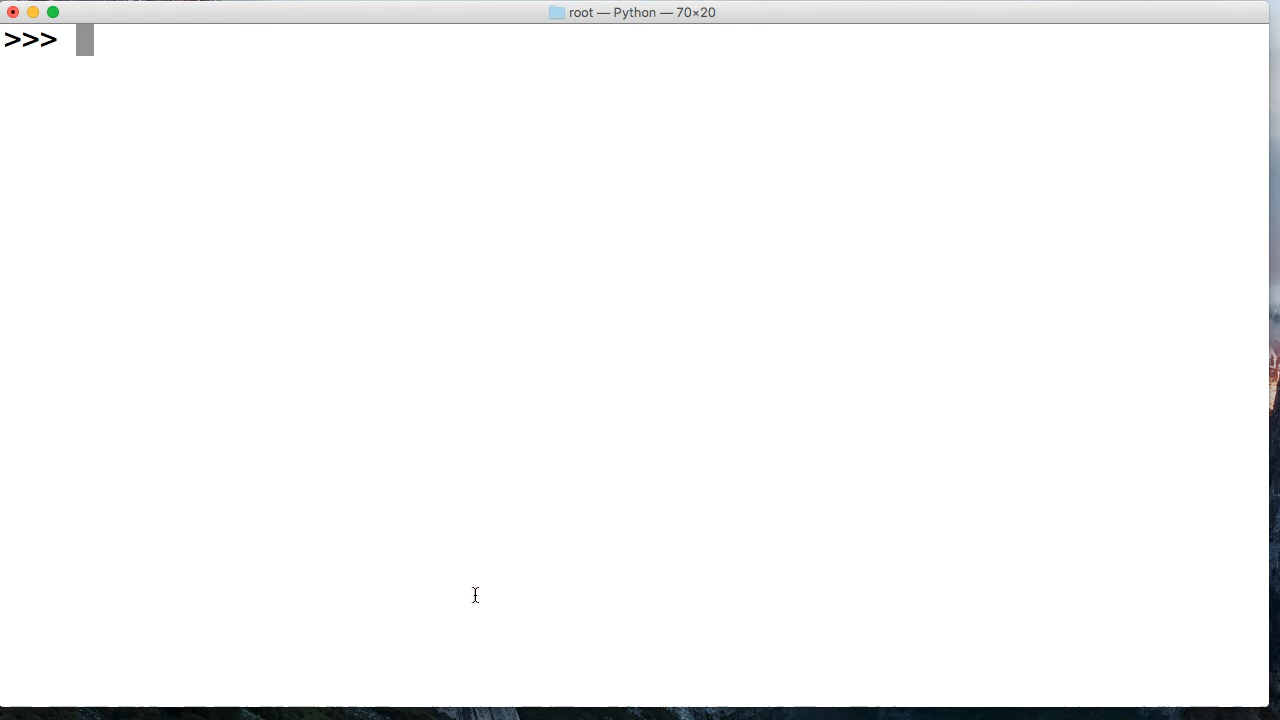 root — Python — 70×20
>>>